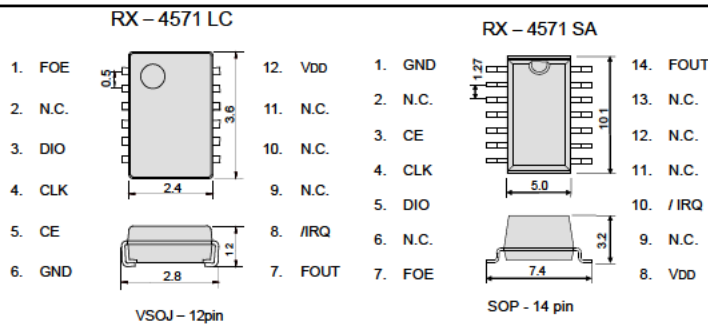 RX – 4571 LC
1. FOE
2. N.C.
3. DIO
4. CLK
5. CE
6. GND
0.5
3.6
2.4
1.2
2.8
12. VDD
11. N.C.
10. N.C.
9. N.C.
8. /IRQ
7. FOUT
VSOJ – 12pin
RX – 4571 SA
1. GND
2. N.C.
3. CE
4. CLK
5. DIO
6. N.C.
7. FOE
1.27
10.1
5.0
3.2
7.4
14. FOUT
13. N.C.
12. N.C.
11. N.C.
10. / IRQ
9. N.C.
8. VDD
SOP - 14 pin